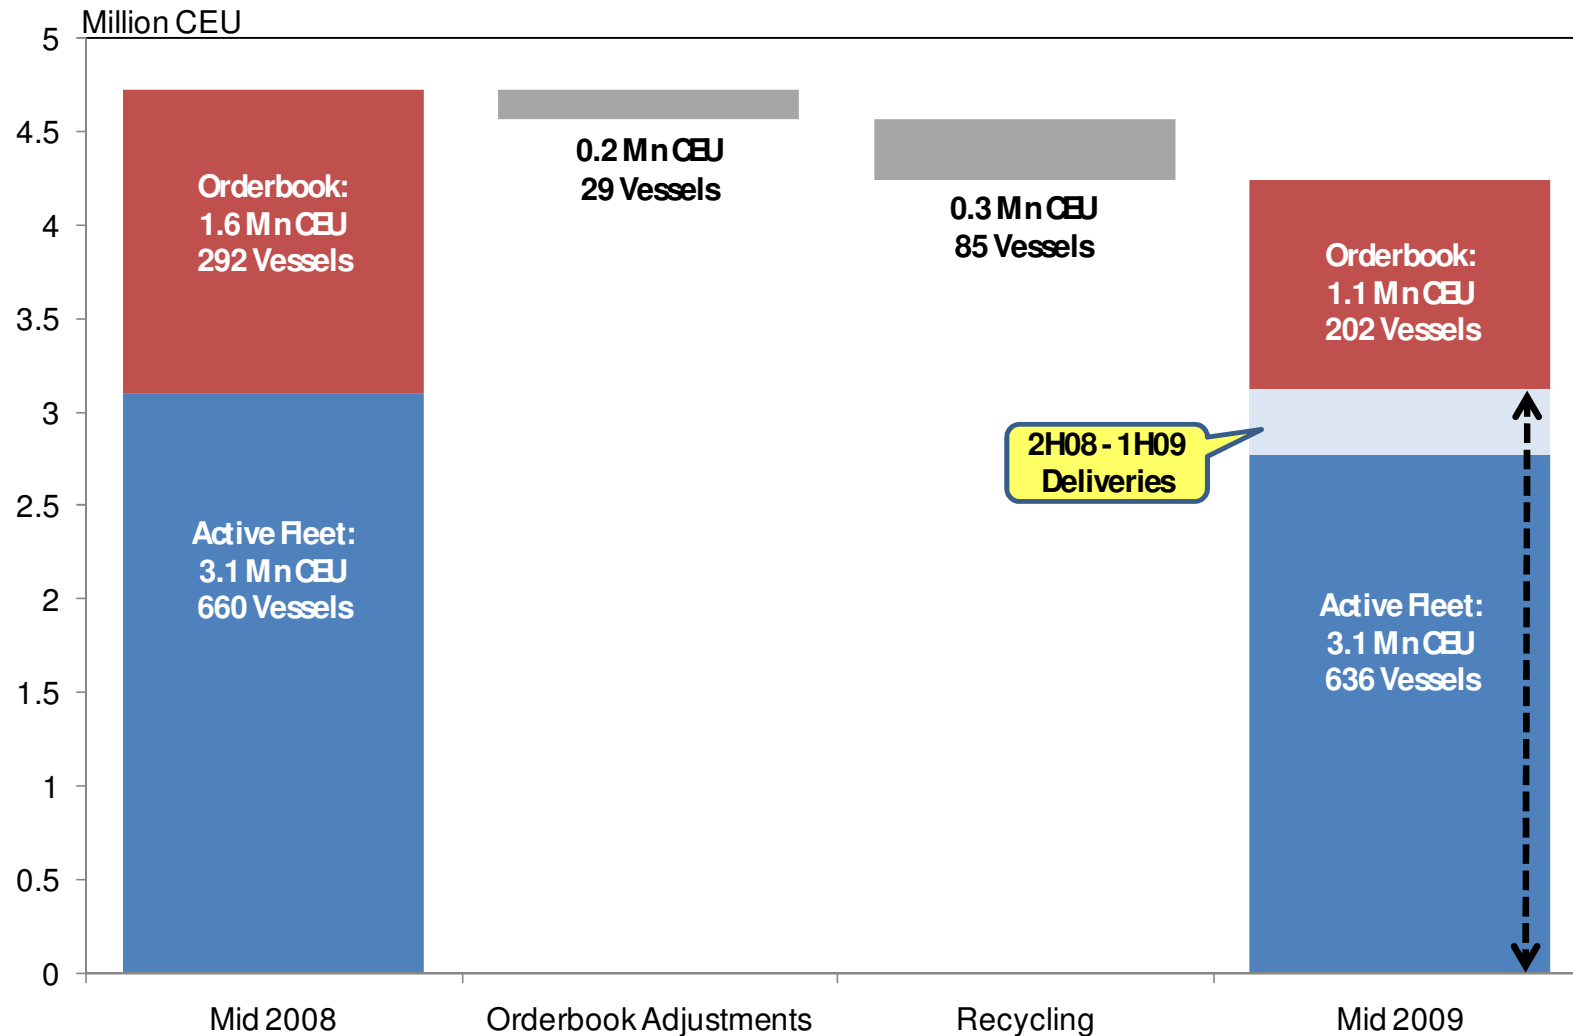 Million CEU
5
4.5
4
3.5
3
2.5
2
1.5
1
0.5
0
Orderbook:
1.6 Mn CEU
292 Vessels
Active Fleet:
3.1 Mn CEU
660 Vessels
0.2 Mn CEU
29 Vessels
0.3 Mn CEU
85 Vessels
Orderbook:
1.1 Mn CEU
202 Vessels
2H08 - 1H09
Deliveries
Active Fleet:
3.1 Mn CEU
636 Vessels
Mid 2008
Orderbook Adjustments
Recycling
Mid 2009